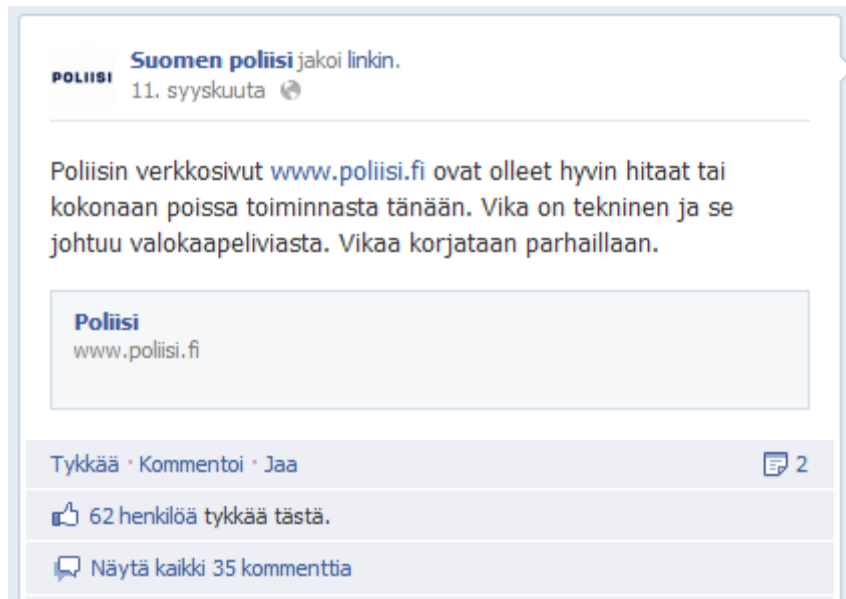 POLIISI
Suomen poliisi jakoi linkin.
11. syyskuuta
Poliisin verkkosivut www.poliisi.fi ovat olleet hyvin hitaat tai
kokonaan poissa toiminnasta tänään. Vika on tekninen ja se
johtuu valokaapeliviasta. Vikaa korjataan parhaillaan.
Poliisi
www.poliisi.fi
Tykkää · Kommentoi · Jaa 2
62 henkilöä tykkää tästä.
Näytä kaikki 35 kommenttia